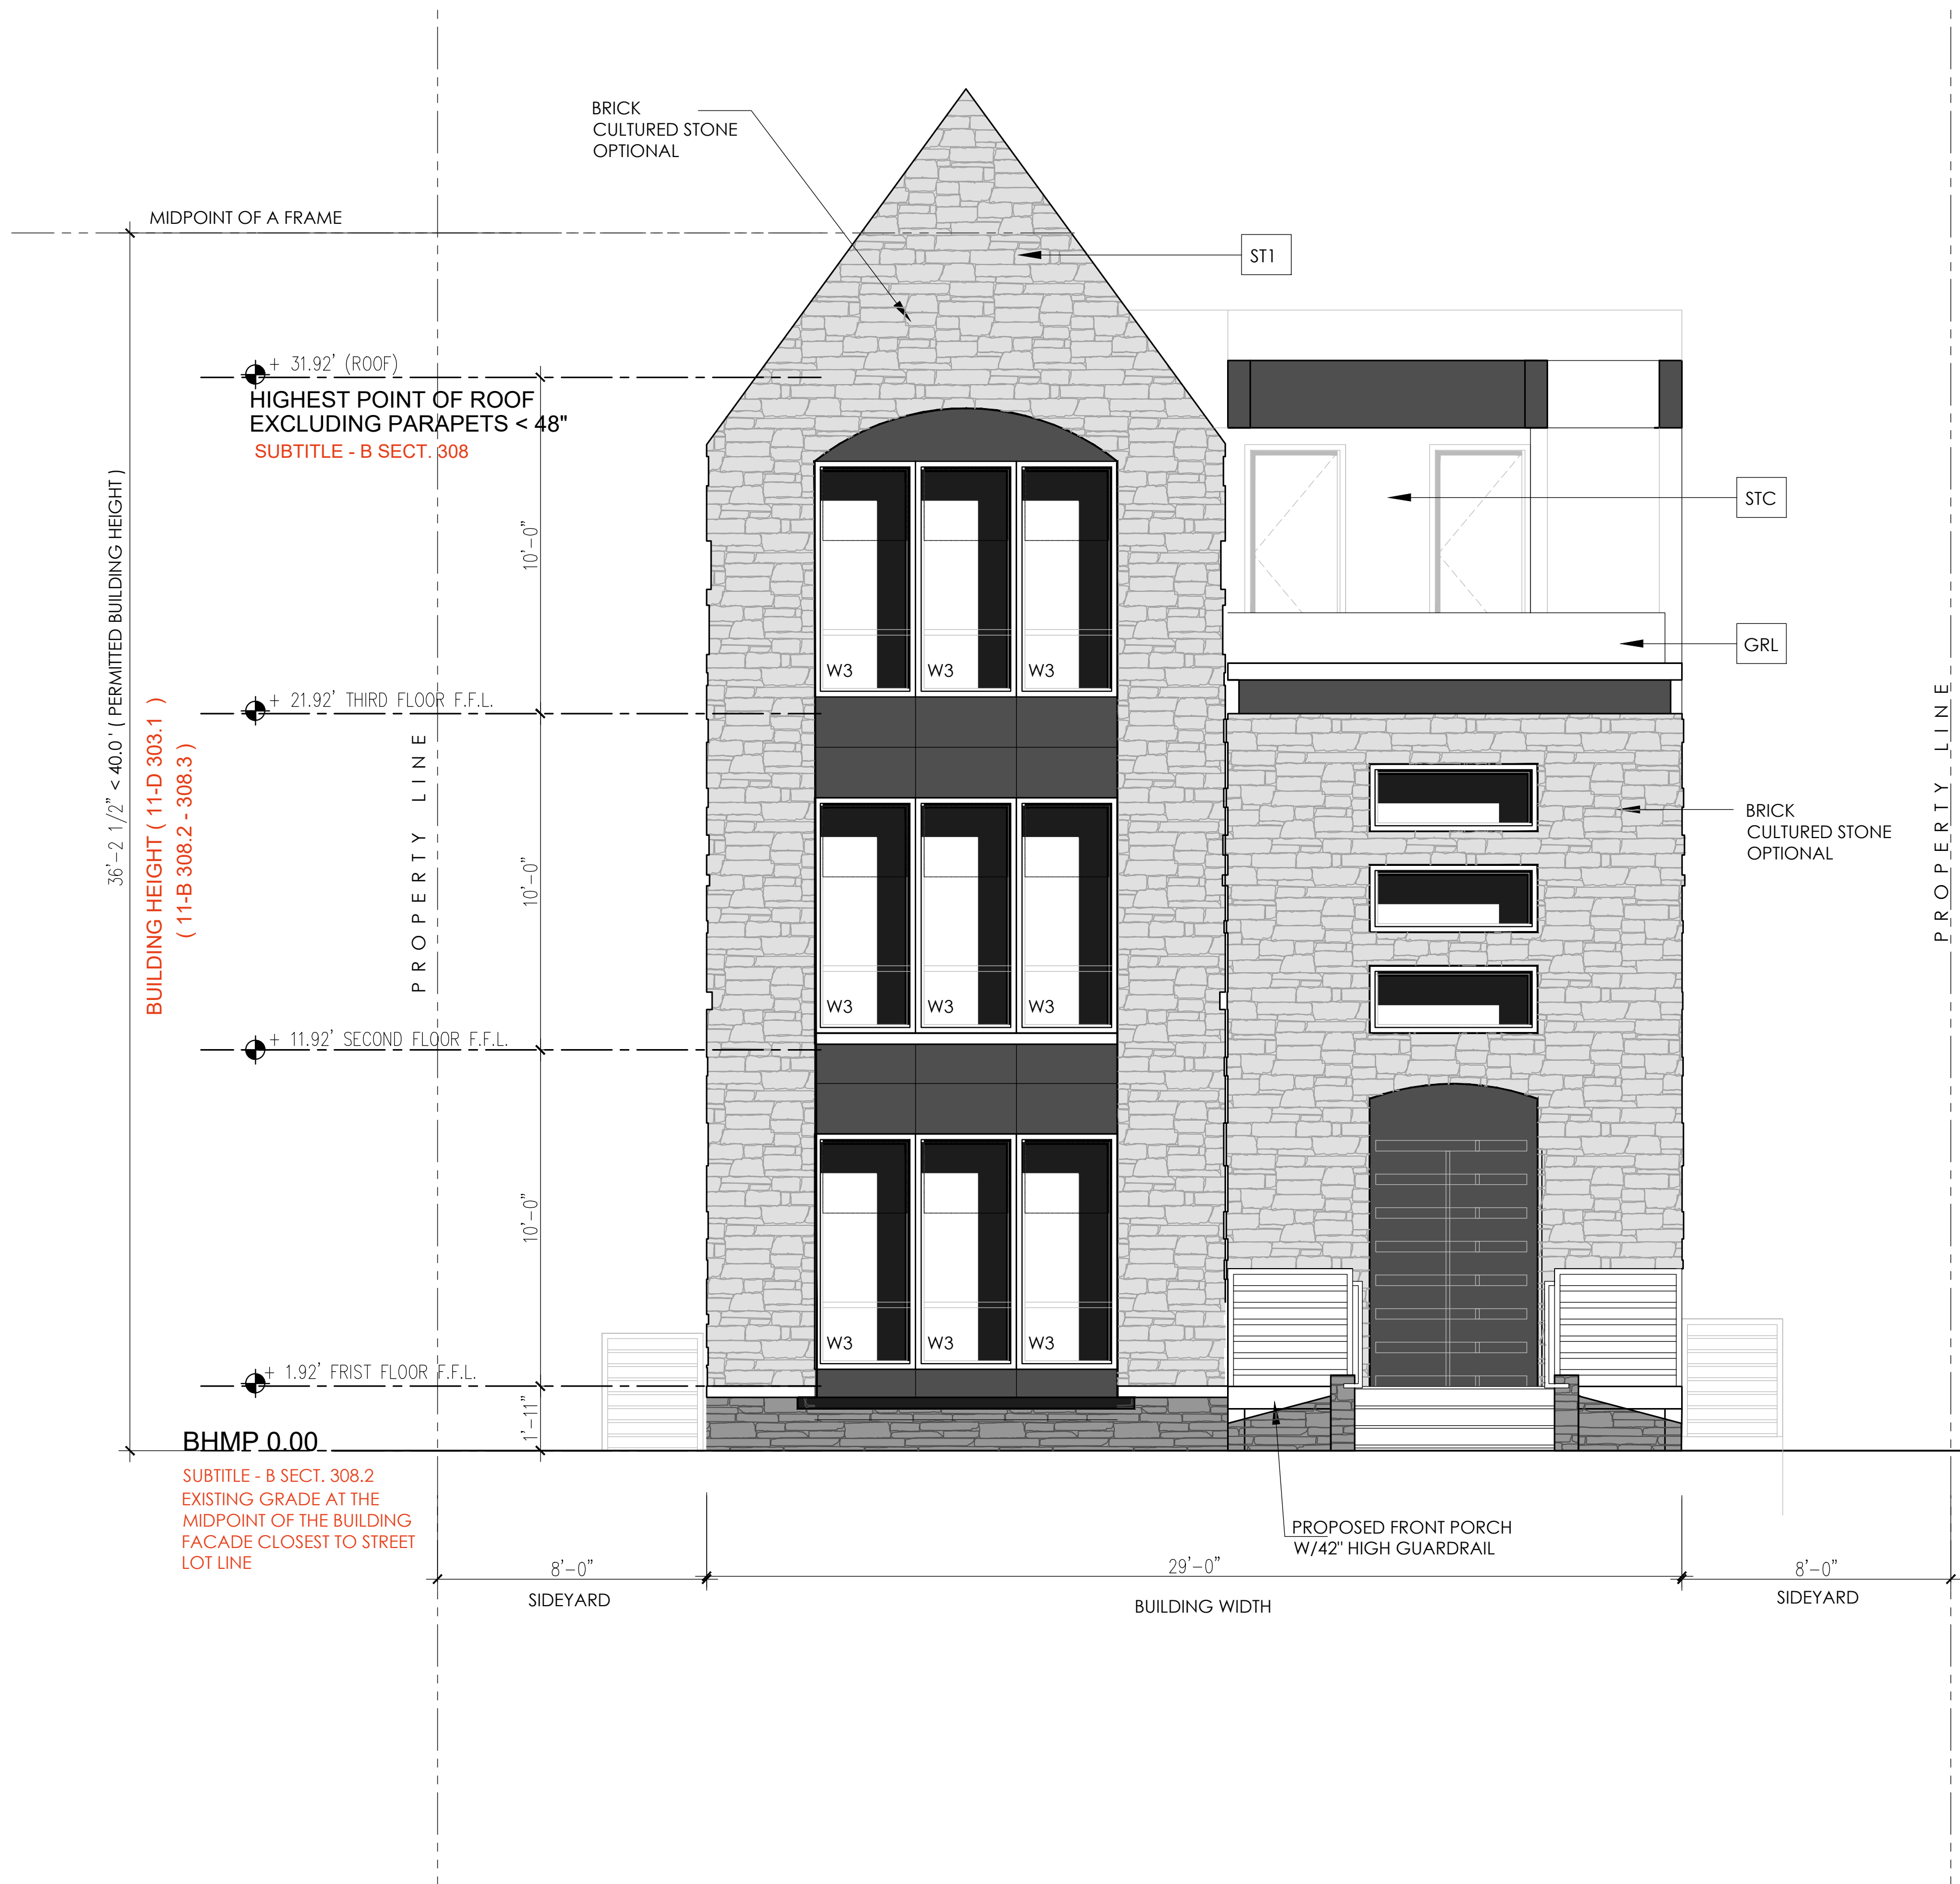 BRICK
CULTURED STONE
OPTIONAL
MIDPOINT OF A FRAME
ST1
+ 31.92' (ROOF)
HIGHEST POINT OF ROOF
EXCLUDING PARAPETS < 48"
SUBTITLE - B SECT. 308
36'-2 1/2" < 40.0 ' ( PERMITTED BUILDING HEIGHT )
BUILDING HEIGHT ( 11-D 303.1 )
( 11-B 308.2 - 308.3 )
10'-0"
STC
GRL
W3
W3
W3
+ 21.92' THIRD FLOOR F.F.L.
PROPERTY LINE
PROPERTY LINE
BRICK
CULTURED STONE
OPTIONAL
10'-0"
W3
W3
W3
+ 11.92' SECOND FLOOR F.F.L.
10'-0"
W3
W3
W3
+ 1.92' FRIST FLOOR F.F.L.
1'-11"
BHMP 0.00
SUBTITLE - B SECT. 308.2
EXISTING GRADE AT THE
MIDPOINT OF THE BUILDING
FACADE CLOSEST TO STREET
LOT LINE
PROPOSED FRONT PORCH
W/42" HIGH GUARDRAIL
8'-0"
SIDEYARD
29'-0"
BUILDING WIDTH
8'-0"
SIDEYARD